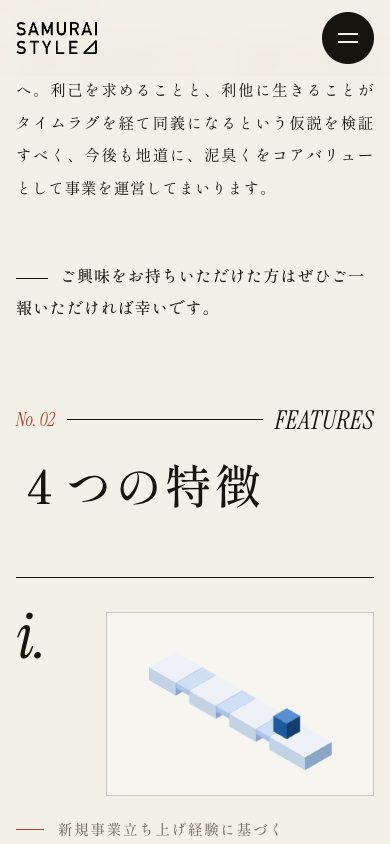 SAMURAI
STYLE
へ。利己を求めることと、利他に生きることが
タイムラグを経て同義になるという仮説を検証
すべく、今後も地道に、泥臭くをコアバリュー
として事業を運営してまいります。
ご興味をお持ちいただけた方はぜひご一
報いただければ幸いです。
No. 02
FEATURES
4 つの特徴
i.
新規事業立ち上げ経験に基づく